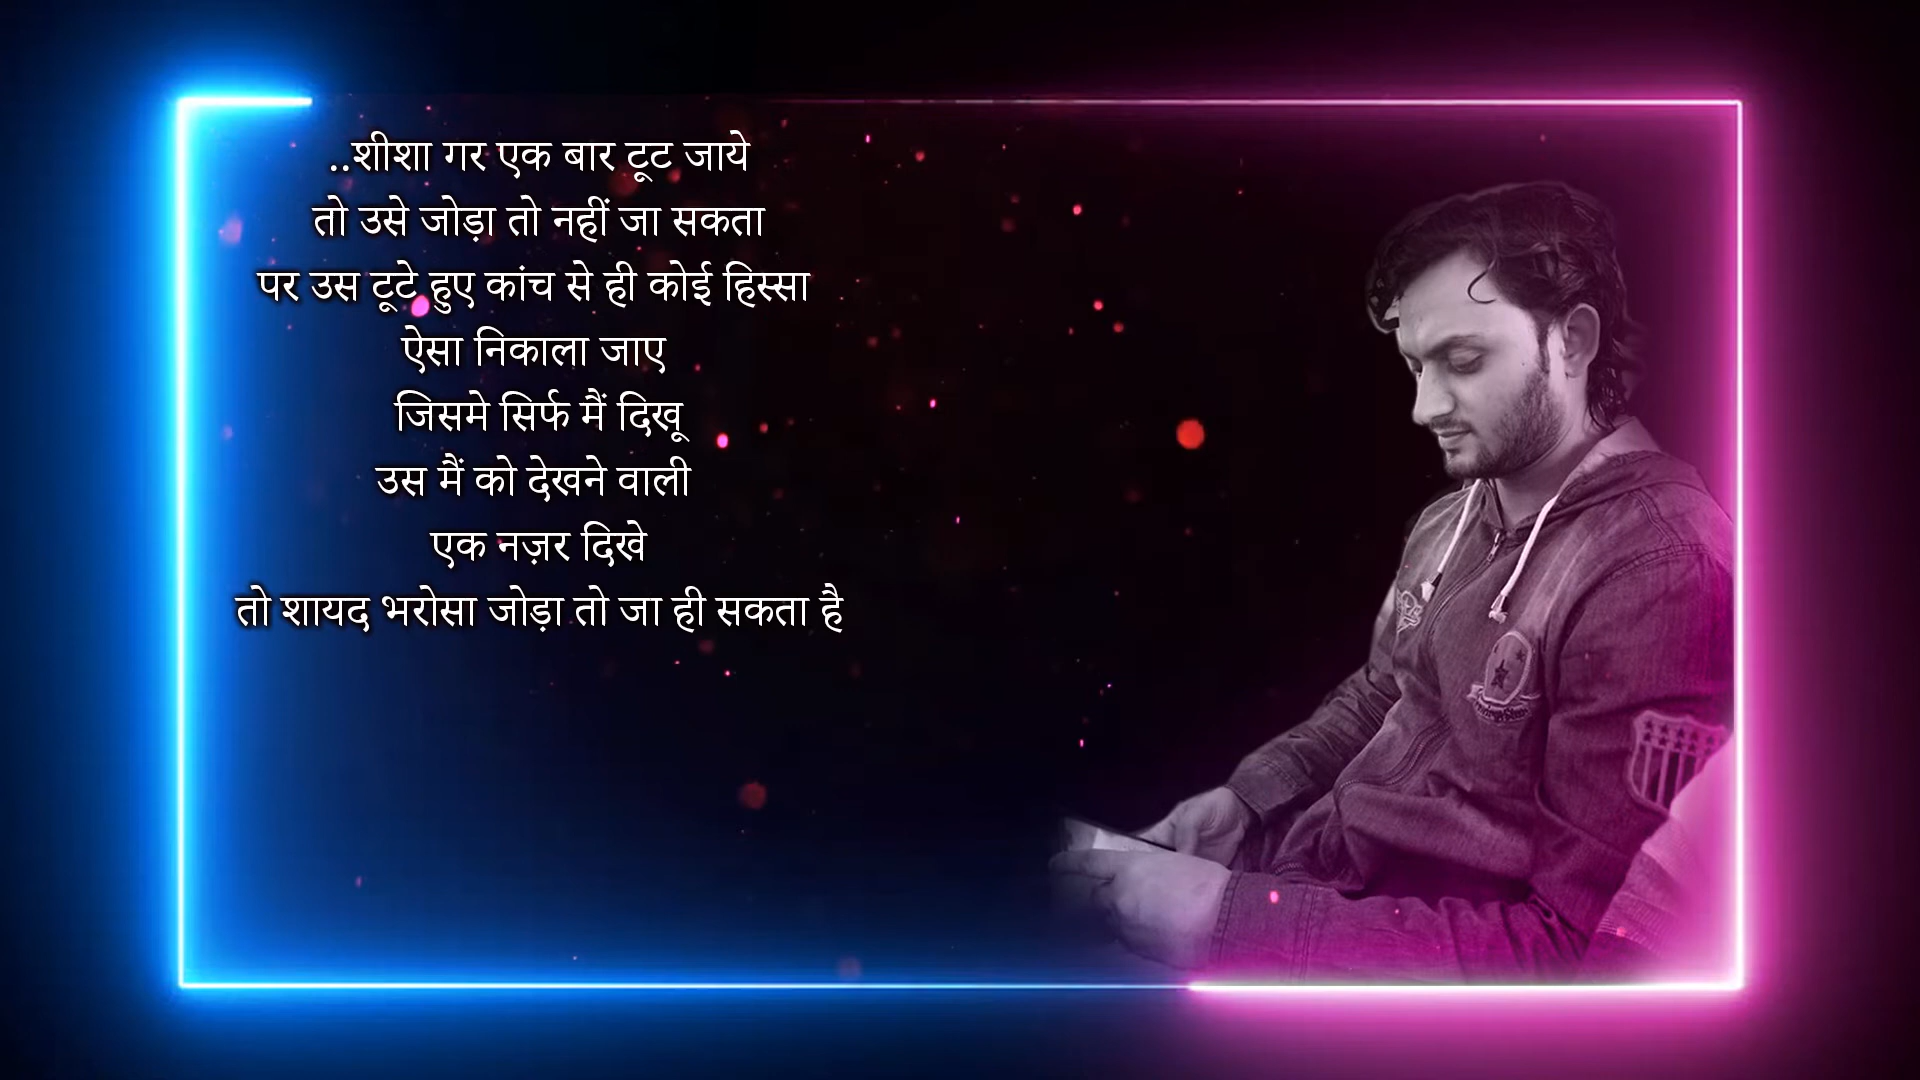 ..शीशा गर एक बार टूट जाये
तो उसे जोड़ा तो नहीं जा सकता
पर उस टूटे हुए कांच से ही कोई हिस्सा
ऐसा निकाला जाए
जिसमे सिर्फ मैं दिखू
उस मैं को देखने वाली
एक नज़र दिखे
तो शायद भरोसा जोड़ा तो जा ही सकता है